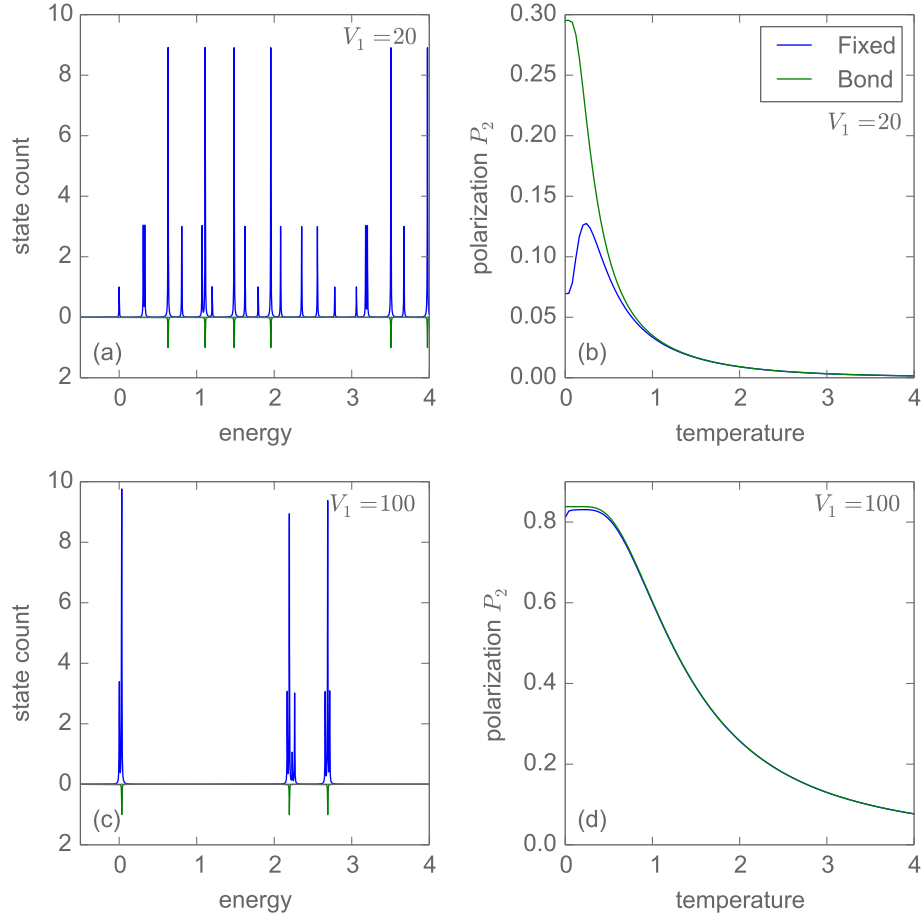 10
8
6
4
2
0
2
state count
V₁ = 20
(a)
0 1 2 3 4
energy
0.30
0.25
0.20
0.15
0.10
0.05
0.00
polarization P₂
Fixed
Bond
V₁ = 20
(b)
0 1 2 3 4
temperature
10
8
6
4
2
0
2
state count
V₁ = 100
(c)
0 1 2 3 4
energy
0.8
0.6
0.4
0.2
0.0
polarization P₂
V₁ = 100
(d)
0 1 2 3 4
temperature